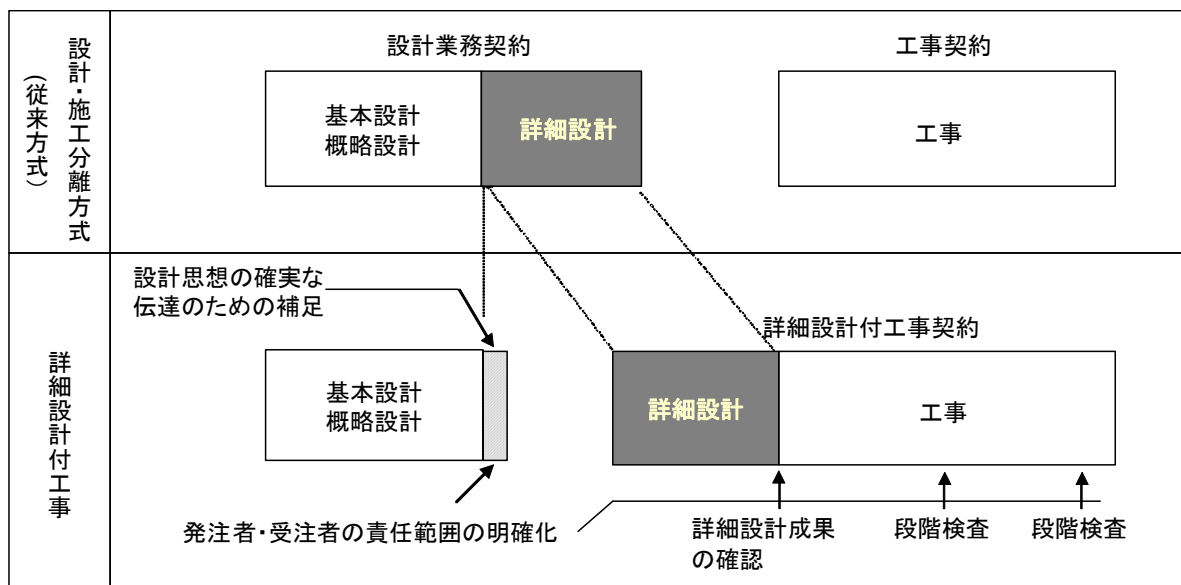 設計・施工分離方式
(従来方式)
設計業務契約
工事契約
基本設計
概略設計
詳細設計
工事
詳細設計付工事
設計思想の確実な
伝達のための補足
詳細設計付工事契約
基本設計
概略設計
詳細設計
工事
発注者・受注者の責任範囲の明確化
詳細設計成果
の確認
段階検査
段階検査